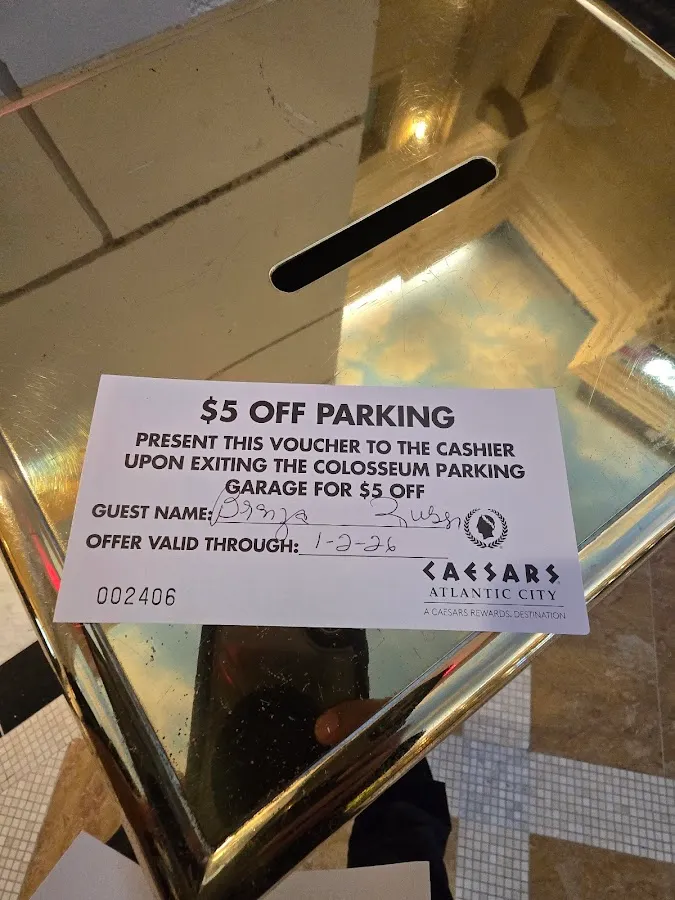 $5 OFF PARKING
PRESENT THIS VOUCHER TO THE CASHIER
UPON EXITING THE COLOSSEUM PARKING
GARAGE FOR $5 OFF
GUEST NAME:
OFFER VALID THROUGH: 1-2-26
002406
CAESARS
ATLANTIC CITY
A CAESARS REWARDS DESTINATION